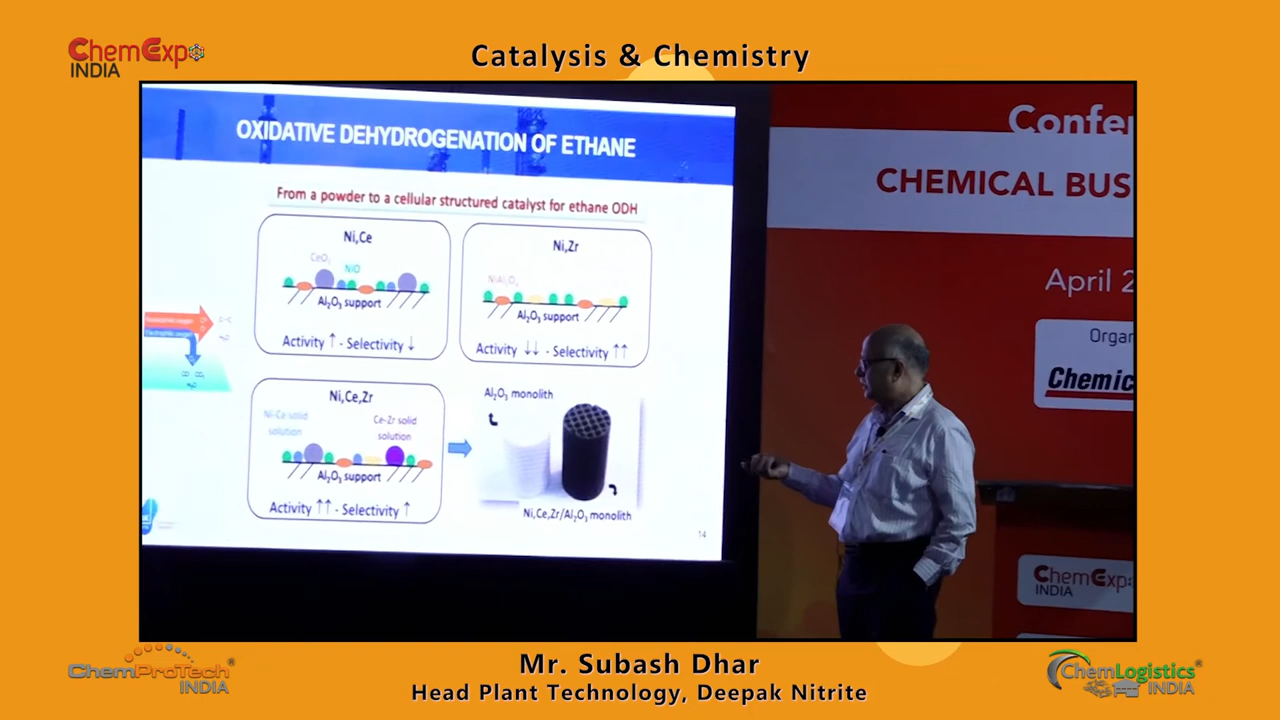 ChemExpo
INDIA
Catalysis & Chemistry
OXIDATIVE DEHYDROGENATION OF ETHANE
From a powder to a cellular structured catalyst for ethane ODH
Ni,Ce
CeO₂
NiO
Al₂O₃ support
Activity ↑ - Selectivity ↓
Ni,Zr
NiAl₂O₄
Al₂O₃ support
Activity ↓↓ - Selectivity ↑↑
Ni,Ce,Zr
Ni-Ce solid
solution
Ce-Zr solid
solution
Al₂O₃ support
Activity ↑↑ - Selectivity ↑
Al₂O₃ monolith
Ni,Ce,Zr/Al₂O₃ monolith
14
Confer
CHEMICAL BUS
April 2
Organ
Chemic
ChemExp
INDIA
ChemProTech®
INDIA
Mr. Subash Dhar
Head Plant Technology, Deepak Nitrite
ChemLogistics®
INDIA